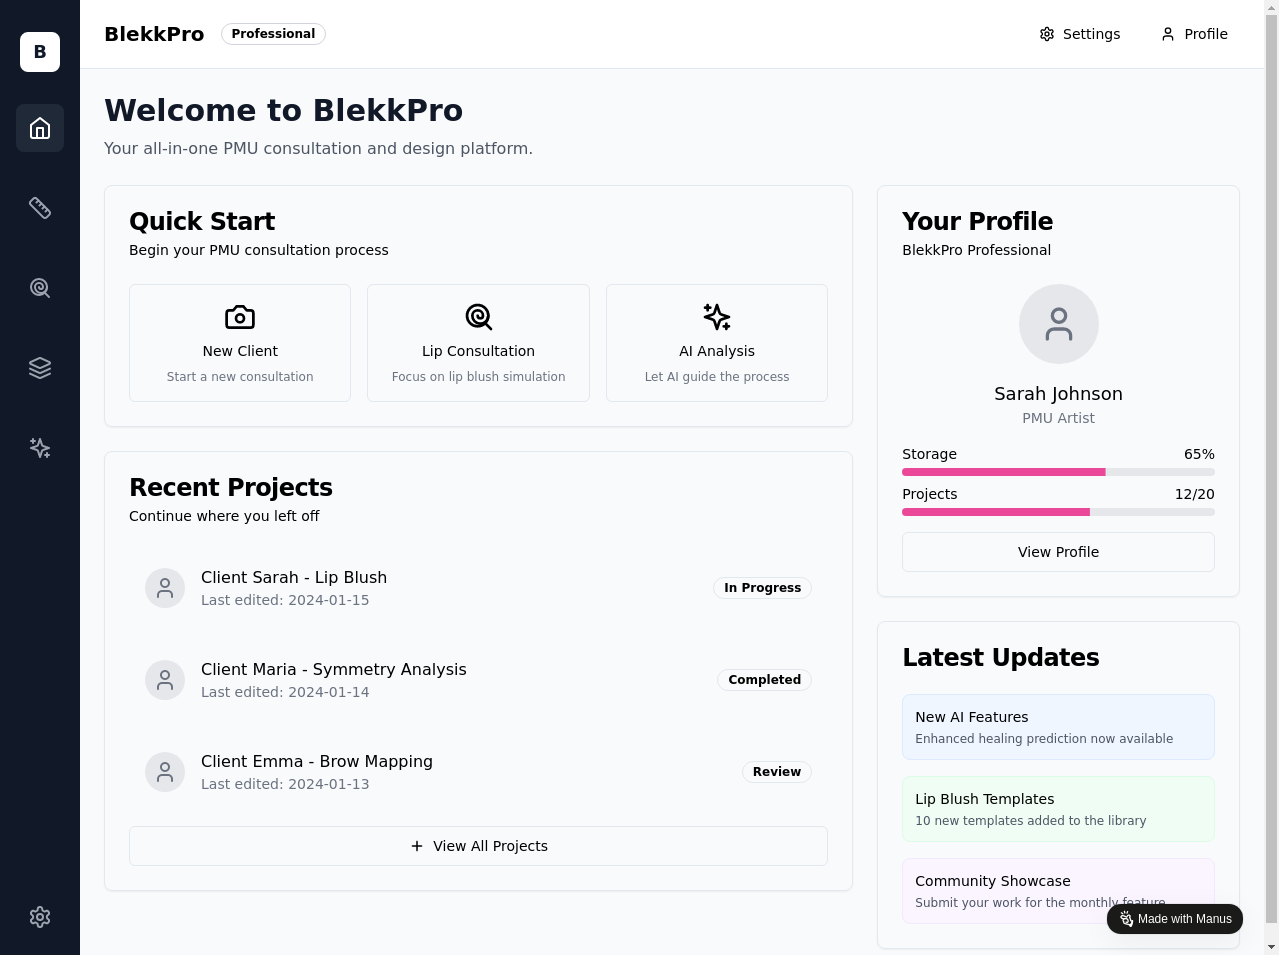 B
BlekkPro
Professional
Settings
Profile
Welcome to BlekkPro
Your all-in-one PMU consultation and design platform.
Quick Start
Begin your PMU consultation process
New Client
Start a new consultation
Lip Consultation
Focus on lip blush simulation
AI Analysis
Let AI guide the process
Recent Projects
Continue where you left off
Client Sarah - Lip Blush
Last edited: 2024-01-15
In Progress
Client Maria - Symmetry Analysis
Last edited: 2024-01-14
Completed
Client Emma - Brow Mapping
Last edited: 2024-01-13
Review
View All Projects
Your Profile
BlekkPro Professional
Sarah Johnson
PMU Artist
Storage 65%
Projects 12/20
View Profile
Latest Updates
New AI Features
Enhanced healing prediction now available
Lip Blush Templates
10 new templates added to the library
Community Showcase
Submit your work for the monthly feature
Made with Manus